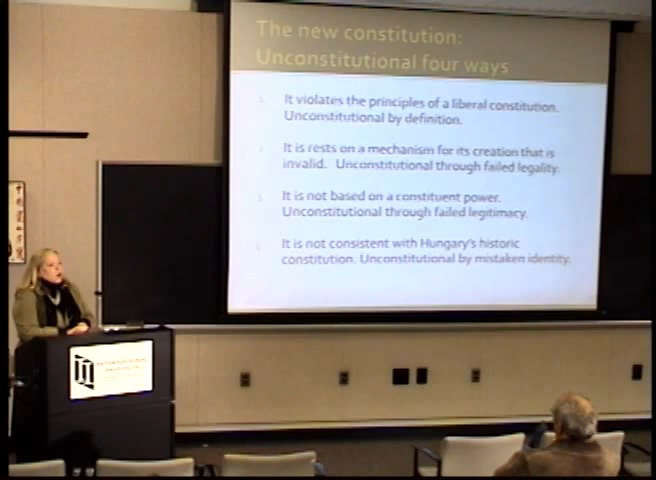 The new constitution:
Unconstitutional four ways
It violates the principles of a liberal constitution.
Unconstitutional by definition.
It is rests on a mechanism for its creation that is
invalid. Unconstitutional through failed legality.
It is not based on a constituent power.
Unconstitutional through failed legitimacy.
It is not consistent with Hungary's historic
constitution. Unconstitutional by mistaken identity.